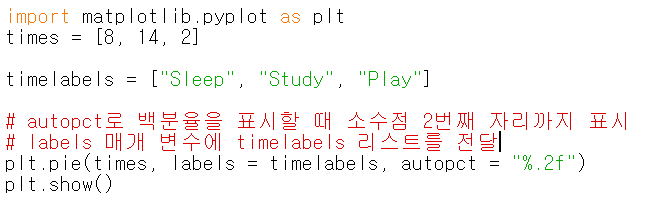 import matplotlib.pyplot as plt
times = [8, 14, 2]
timelabels = ["Sleep", "Study", "Play"]
# autopct로 백분율을 표시할 때 소수점 2번째 자리까지 표시
# labels 매개 변수에 timelabels 리스트를 전달
plt.pie(times, labels = timelabels, autopct = "%.2f")
plt.show()